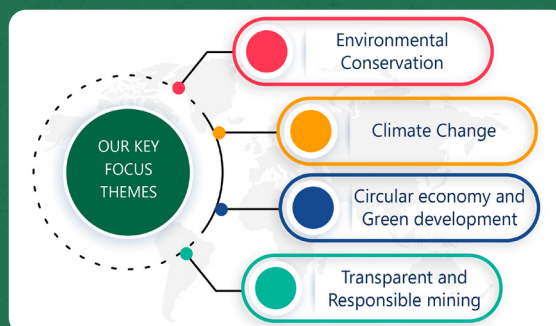 OUR KEY
FOCUS
THEMES
Environmental
Conservation
Climate Change
Circular economy and
Green development
Transparent and
Responsible mining